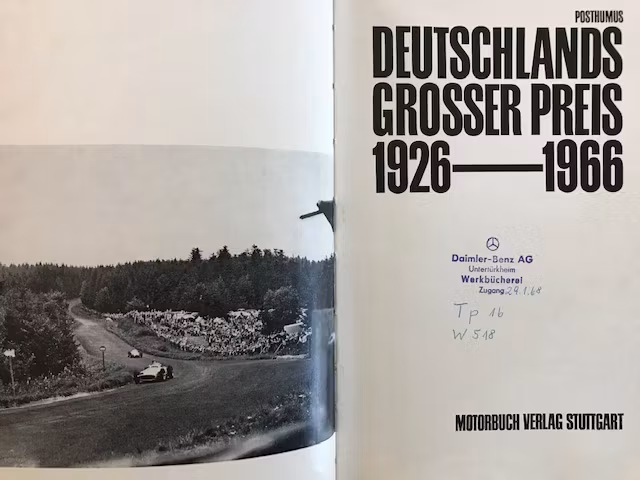 POSTHUMUS
DEUTSCHLANDS
GROSSER PREIS
1926—1966
Daimler-Benz AG
Untertürkheim
Werkbücherei
Zugang 29.1.68
Tp 16
W 518
MOTORBUCH VERLAG STUTTGART